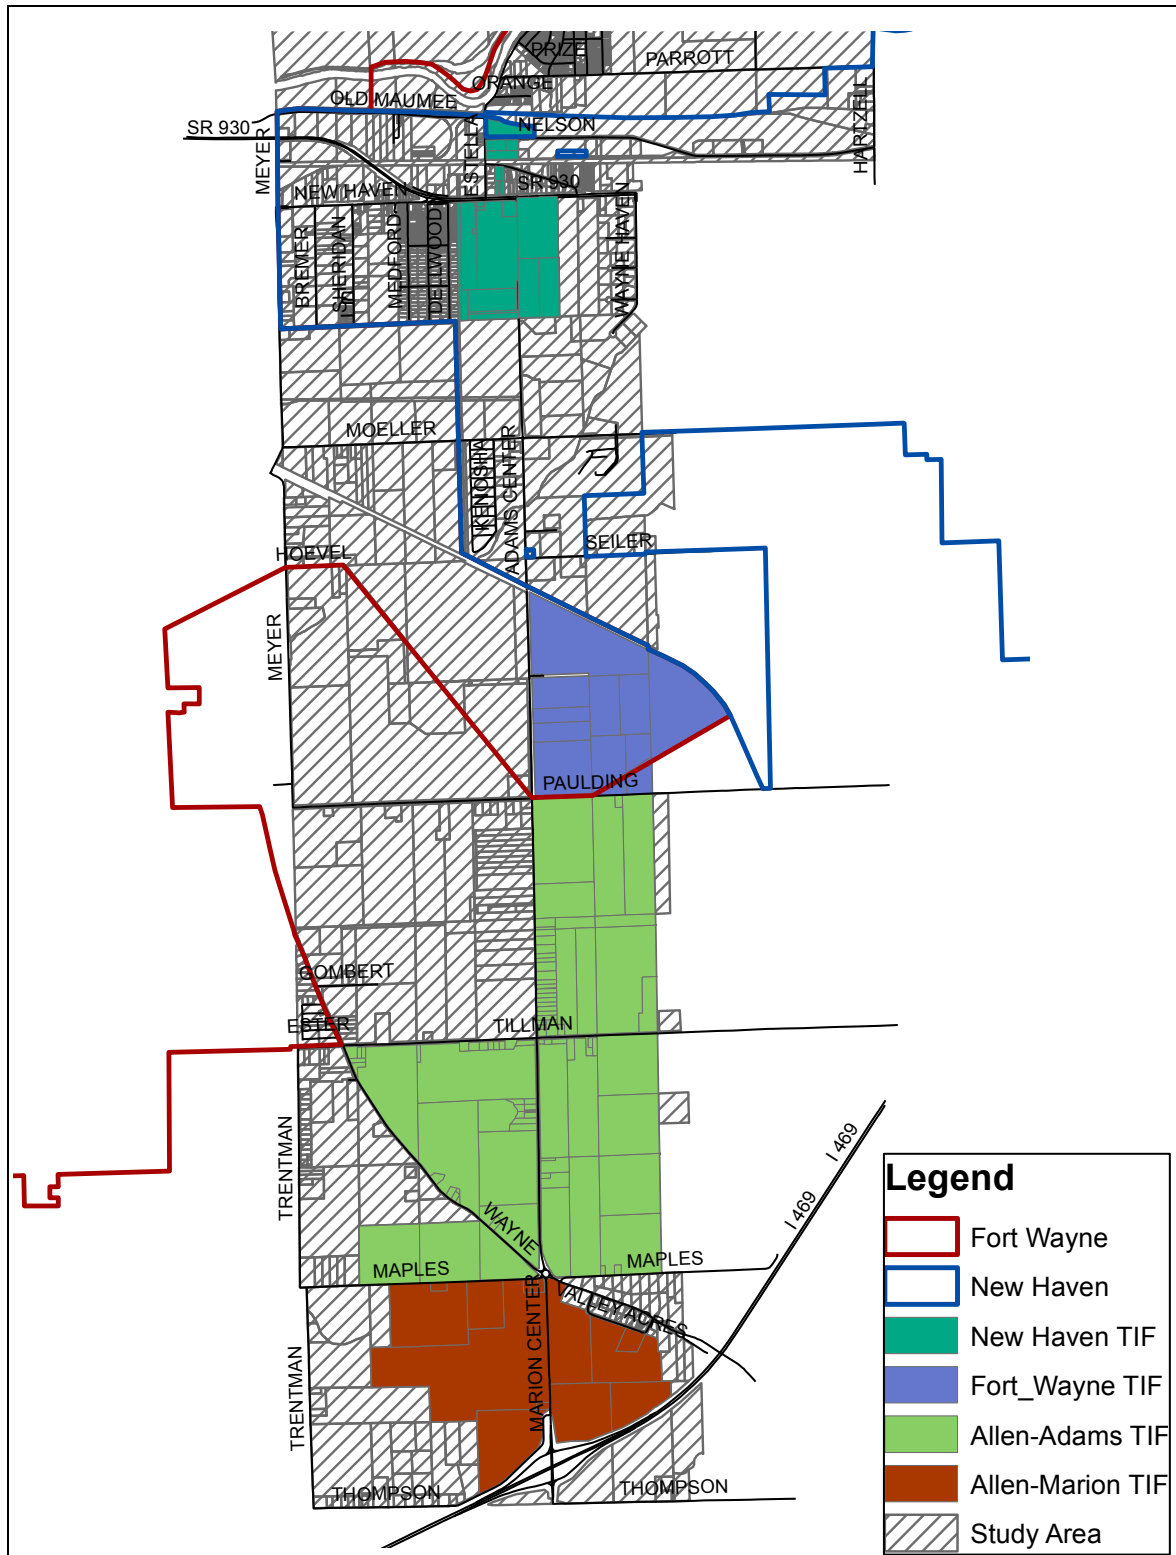 PRIZE
PARROTT
ORANGE
OLD MAUMEE
HARTZELL
SR 930
NELSON
MEYER
ESTELLA
SR 930
NEW HAVEN
WAYNE HAVEN
BREMER
SHERIDAN
MEDFORD
DELLWOOD
MOELLER
KENOSHA
ADAMS CENTER
SEILER
HOEVEL
MEYER
PAULDING
GOMBERT
ESTER
TILLMAN
TRENTMAN
I 469
I 469
WAYNE
MAPLES
MAPLES
VALLEY ACRES
MARION CENTER
TRENTMAN
THOMPSON
THOMPSON
Legend
Fort Wayne
New Haven
New Haven TIF
Fort_Wayne TIF
Allen-Adams TIF
Allen-Marion TIF
Study Area